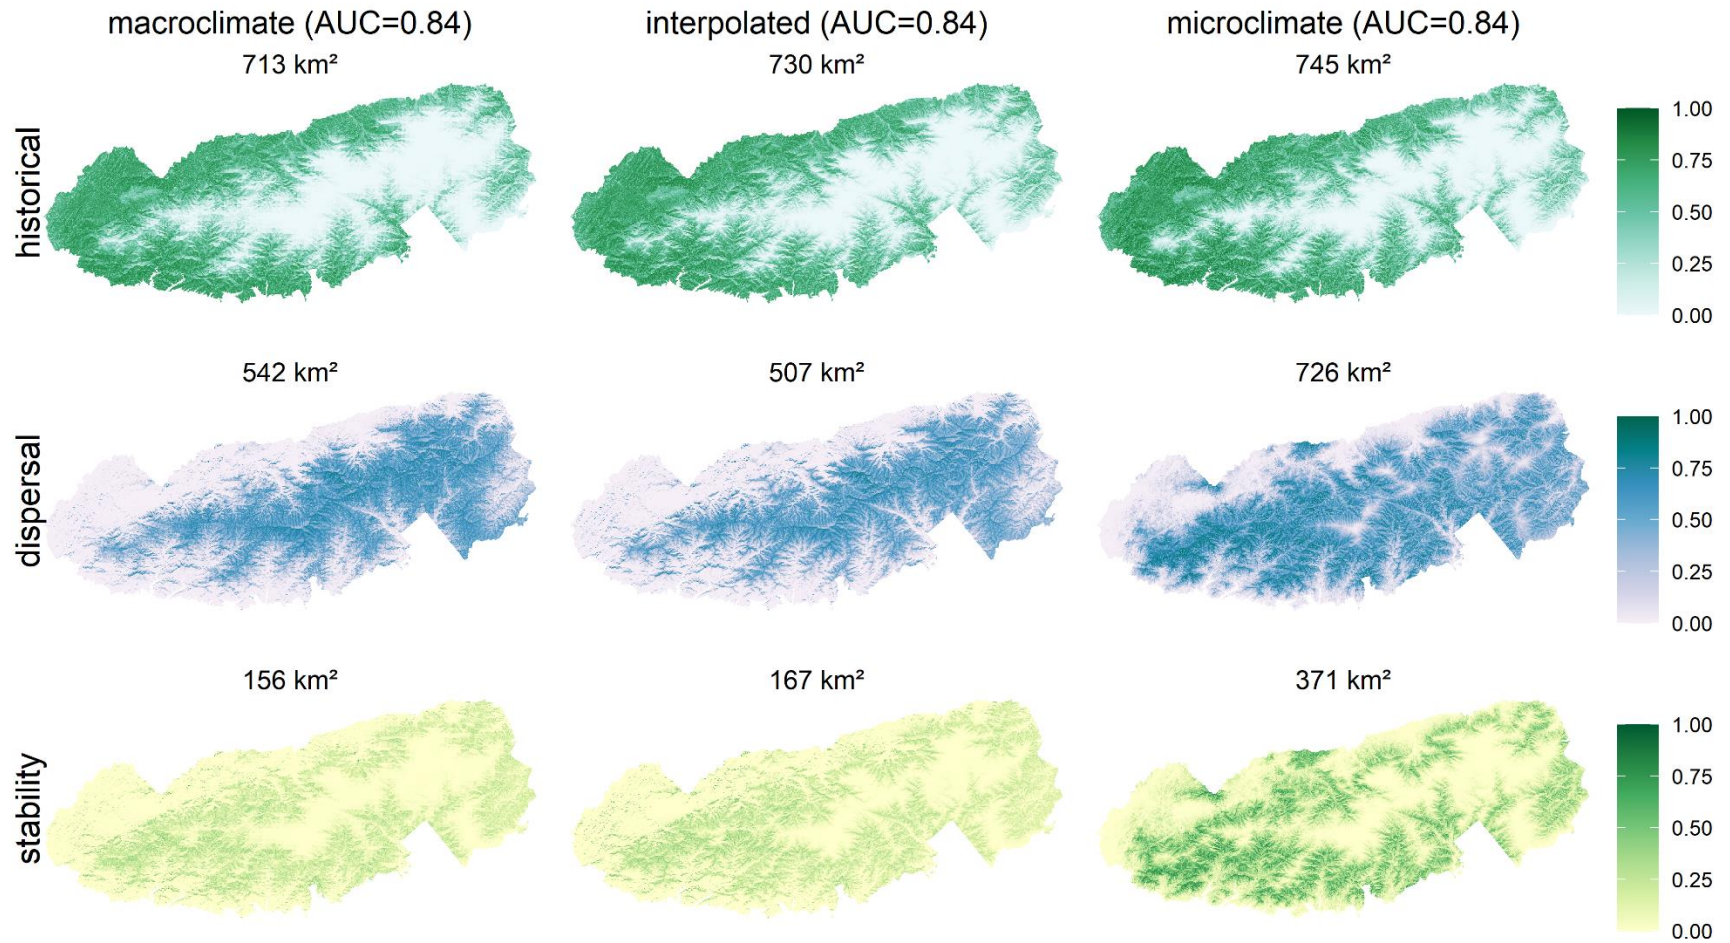 macroclimate (AUC=0.84) interpolated (AUC=0.84) microclimate (AUC=0.84)
713 km² 730 km² 745 km²
historical
1.00
0.75
0.50
0.25
0.00
542 km² 507 km² 726 km²
dispersal
1.00
0.75
0.50
0.25
0.00
156 km² 167 km² 371 km²
stability
1.00
0.75
0.50
0.25
0.00